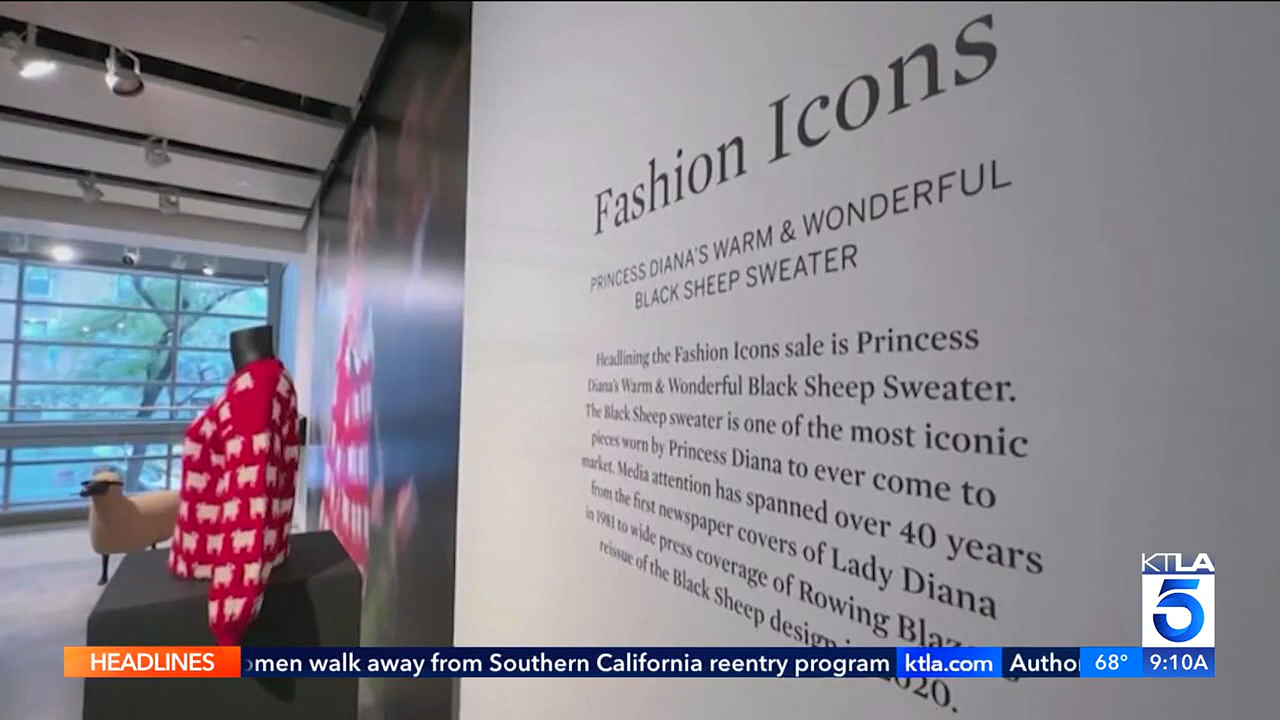 Fashion Icons
PRINCESS DIANA'S WARM & WONDERFUL
BLACK SHEEP SWEATER
Headlining the Fashion Icons sale is Princess
Diana's Warm & Wonderful Black Sheep Sweater.
The Black Sheep sweater is one of the most iconic
pieces worn by Princess Diana to ever come to
market. Media attention has spanned over 40 years
from the first newspaper covers of Lady Diana
in 1981 to wide press coverage of Rowing
reissue of the Black Sheep design
KTLA
5
HEADLINES
omen walk away from Southern California reentry program
ktla.com
Autho
68°
9:10A